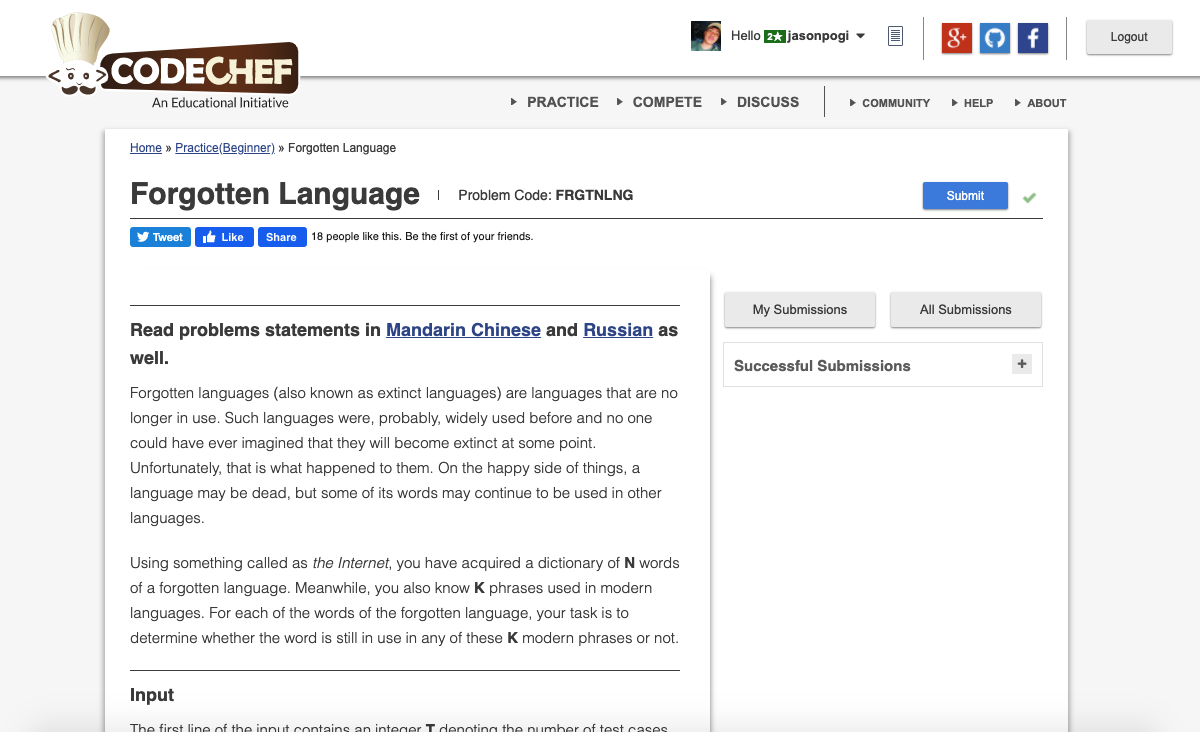 CODECHEF
An Educational Initiative
Hello 2★ jasonpogi
g+
f
Logout
PRACTICE COMPETE DISCUSS COMMUNITY HELP ABOUT
Home » Practice(Beginner) » Forgotten Language
Forgotten Language
Problem Code: FRGTNLNG
Submit
Tweet Like Share 18 people like this. Be the first of your friends.
My Submissions All Submissions
Successful Submissions +
Read problems statements in Mandarin Chinese and Russian as
well.
Forgotten languages (also known as extinct languages) are languages that are no
longer in use. Such languages were, probably, widely used before and no one
could have ever imagined that they will become extinct at some point.
Unfortunately, that is what happened to them. On the happy side of things, a
language may be dead, but some of its words may continue to be used in other
languages.
Using something called as the Internet, you have acquired a dictionary of N words
of a forgotten language. Meanwhile, you also know K phrases used in modern
languages. For each of the words of the forgotten language, your task is to
determine whether the word is still in use in any of these K modern phrases or not.
Input
The first line of the input contains an integer T denoting the number of test cases